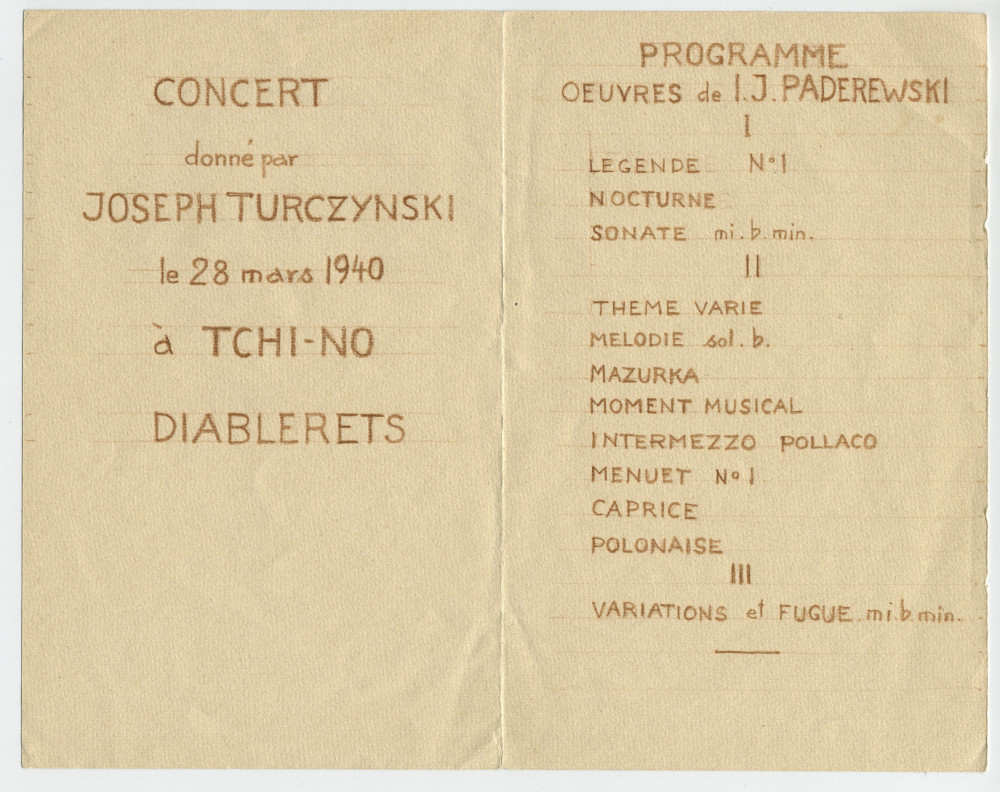 CONCERT
donné par
JOSEPH TURCZYNSKI
le 28 mars 1940
à TCHI-NO
DIABLERETS
PROGRAMME
OEUVRES de I.J. PADEREWSKI
I
LEGENDE No 1
NOCTURNE
SONATE mi.b.min.
II
THEME VARIE
MELODIE sol.b.
MAZURKA
MOMENT MUSICAL
INTERMEZZO POLLACO
MENUET No 1
CAPRICE
POLONAISE
III
VARIATIONS et FUGUE mi.b.min.